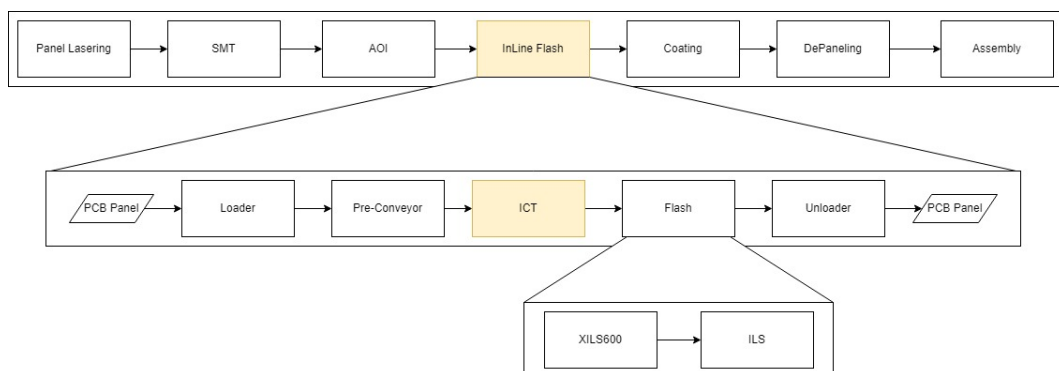 Panel Lasering
SMT
AOI
InLine Flash
Coating
DePaneling
Assembly
PCB Panel
Loader
Pre-Conveyor
ICT
Flash
Unloader
PCB Panel
XILS600
ILS